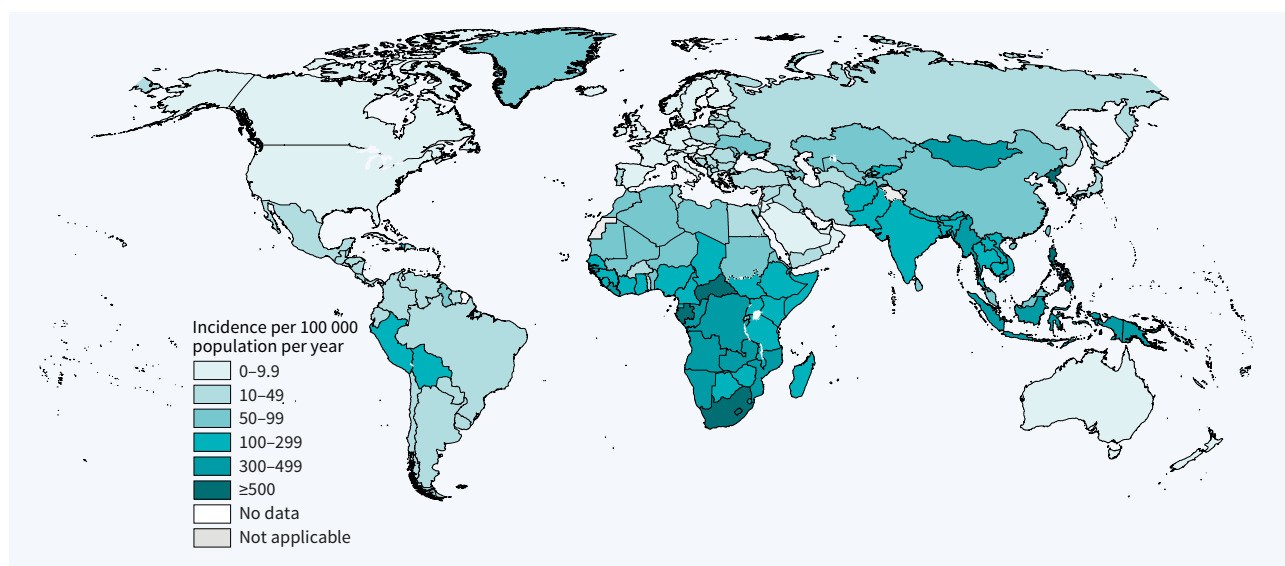 Incidence per 100 000
population per year
0–9.9
10–49
50–99
100–299
300–499
≥500
No data
Not applicable